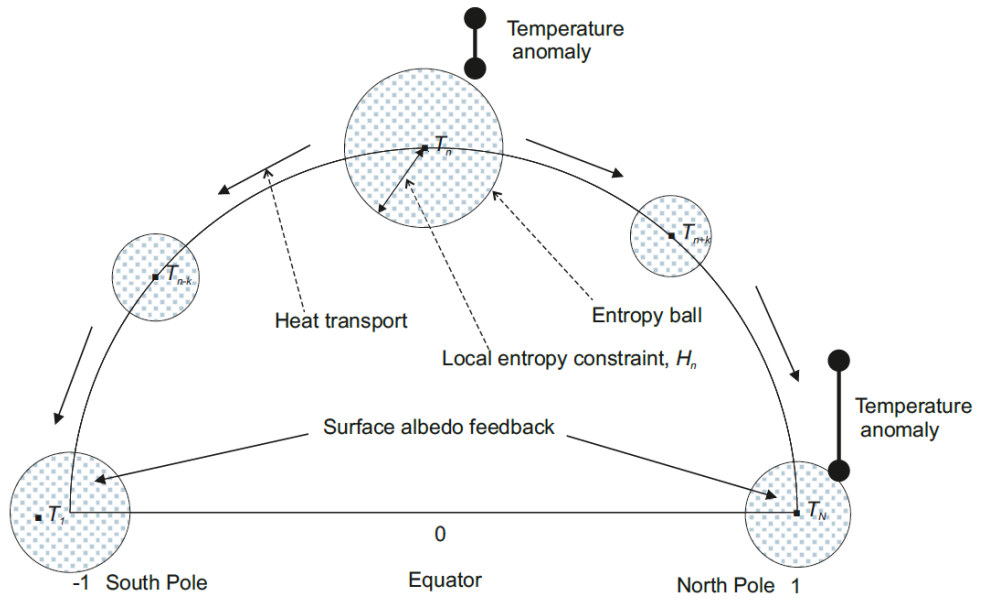 Temperature
anomaly
Tₙ
Tₙ₊ₖ
Tₙ₋ₖ
Heat transport
Entropy ball
Local entropy constraint, Hₙ
Temperature
anomaly
Surface albedo feedback
T₁
T_N
0
-1 South Pole
Equator
North Pole 1